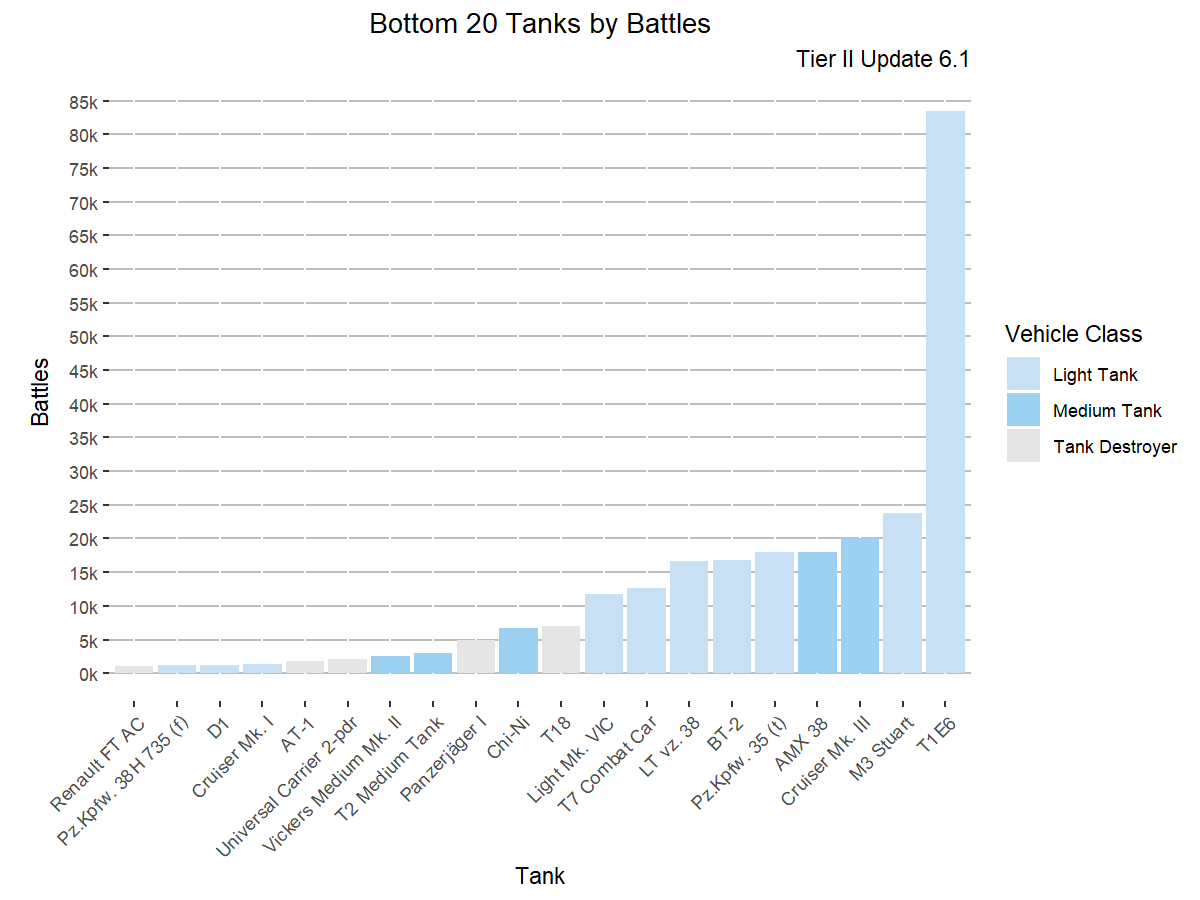 Bottom 20 Tanks by Battles
Tier II Update 6.1
85k
80k
75k
70k
65k
60k
55k
50k
45k
40k
35k
30k
25k
20k
15k
10k
5k
0k
Battles
Renault FT AC
Pz.Kpfw. 38H 735 (f)
D1
Cruiser Mk. I
AT-1
Universal Carrier 2-pdr
Vickers Medium Mk. II
T2 Medium Tank
Panzerjäger I
Chi-Ni
T18
Light Mk. VIC
T7 Combat Car
LT vz. 38
BT-2
Pz.Kpfw. 35 (t)
AMX 38
Cruiser Mk. III
M3 Stuart
T1E6
Tank
Vehicle Class
Light Tank
Medium Tank
Tank Destroyer